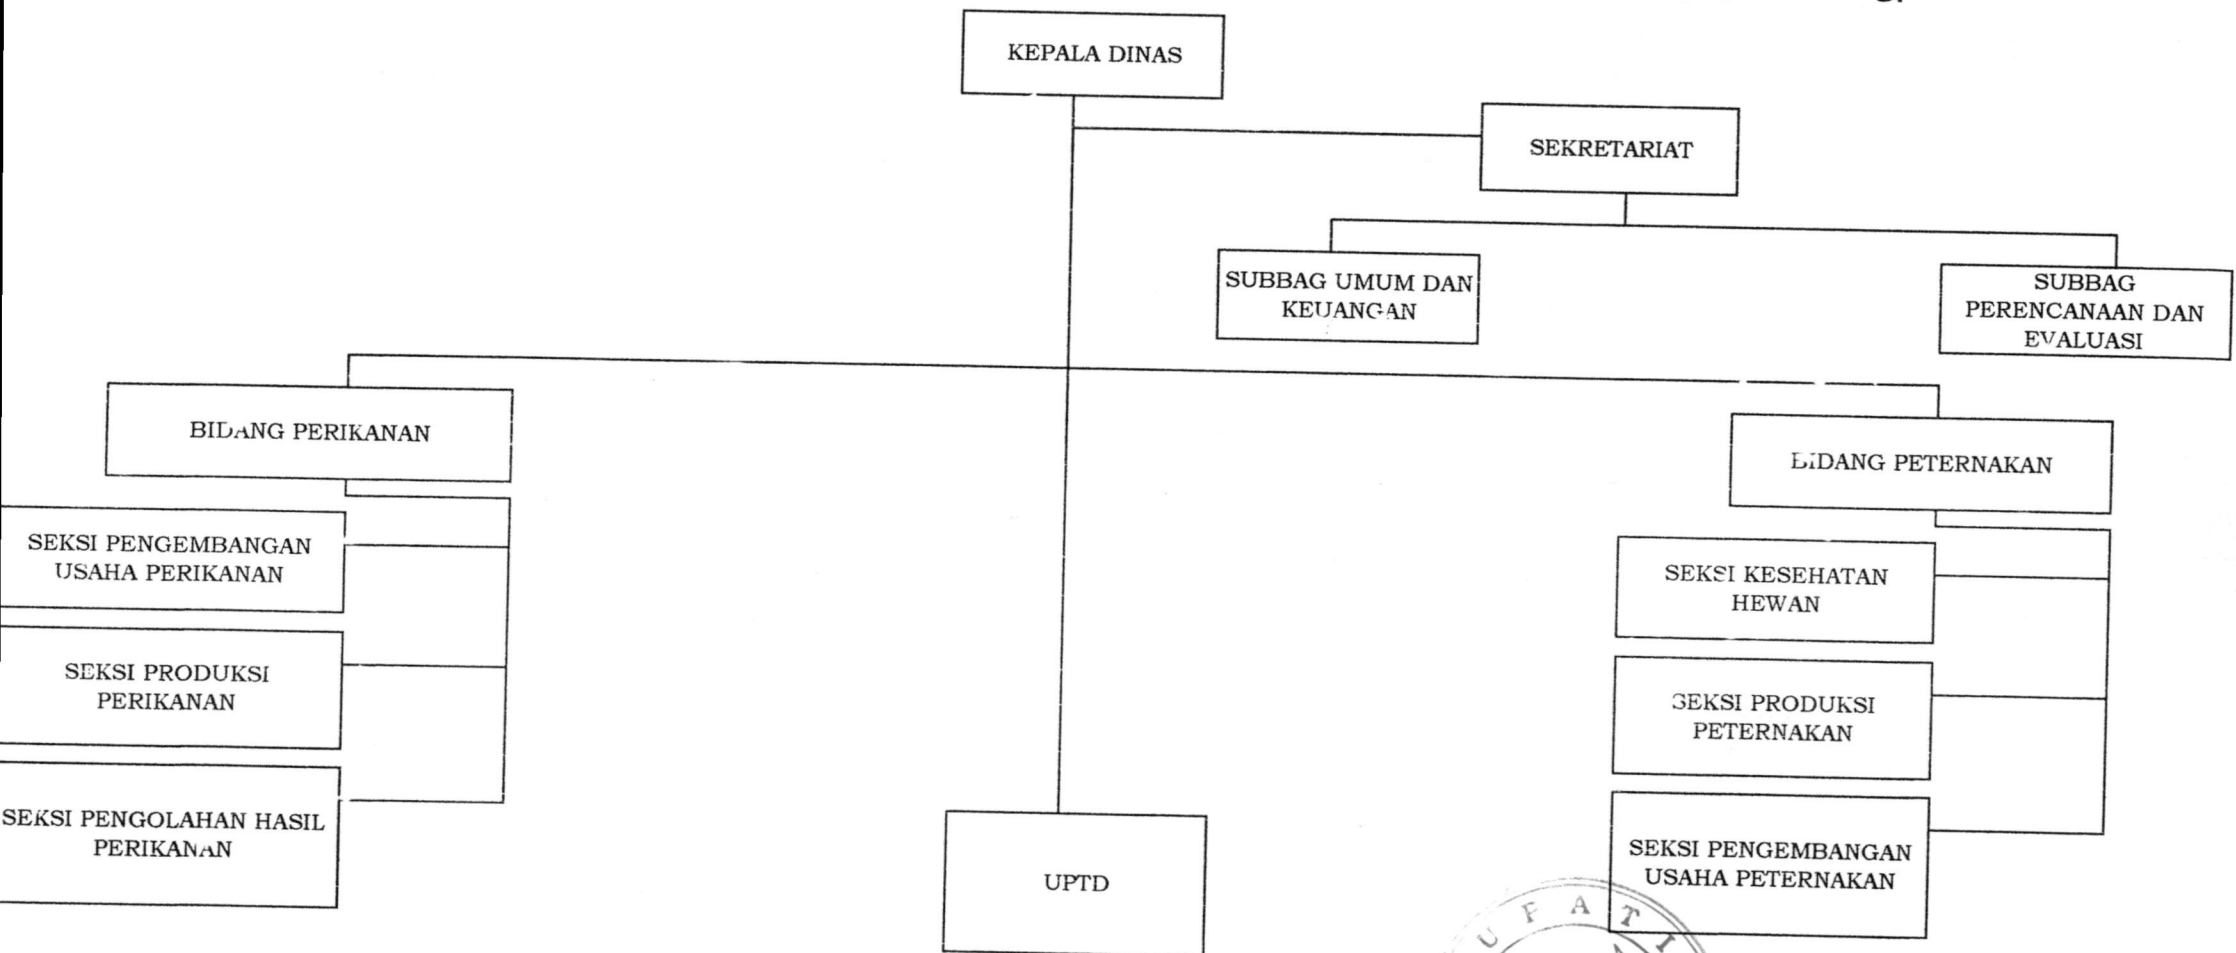 KEPALA DINAS
SEKRETARIAT
SUBBAG UMUM DAN
KEUANGAN
SUBBAG
PERENCANAAN DAN
EVALUASI
BIDANG PERIKANAN
BIDANG PETERNAKAN
SEKSI PENGEMBANGAN
USAHA PERIKANAN
SEKSI PRODUKSI
PERIKANAN
SEKSI PENGOLAHAN HASIL
PERIKANAN
SEKSI KESEHATAN
HEWAN
SEKSI PRODUKSI
PETERNAKAN
SEKSI PENGEMBANGAN
USAHA PETERNAKAN
UPTD